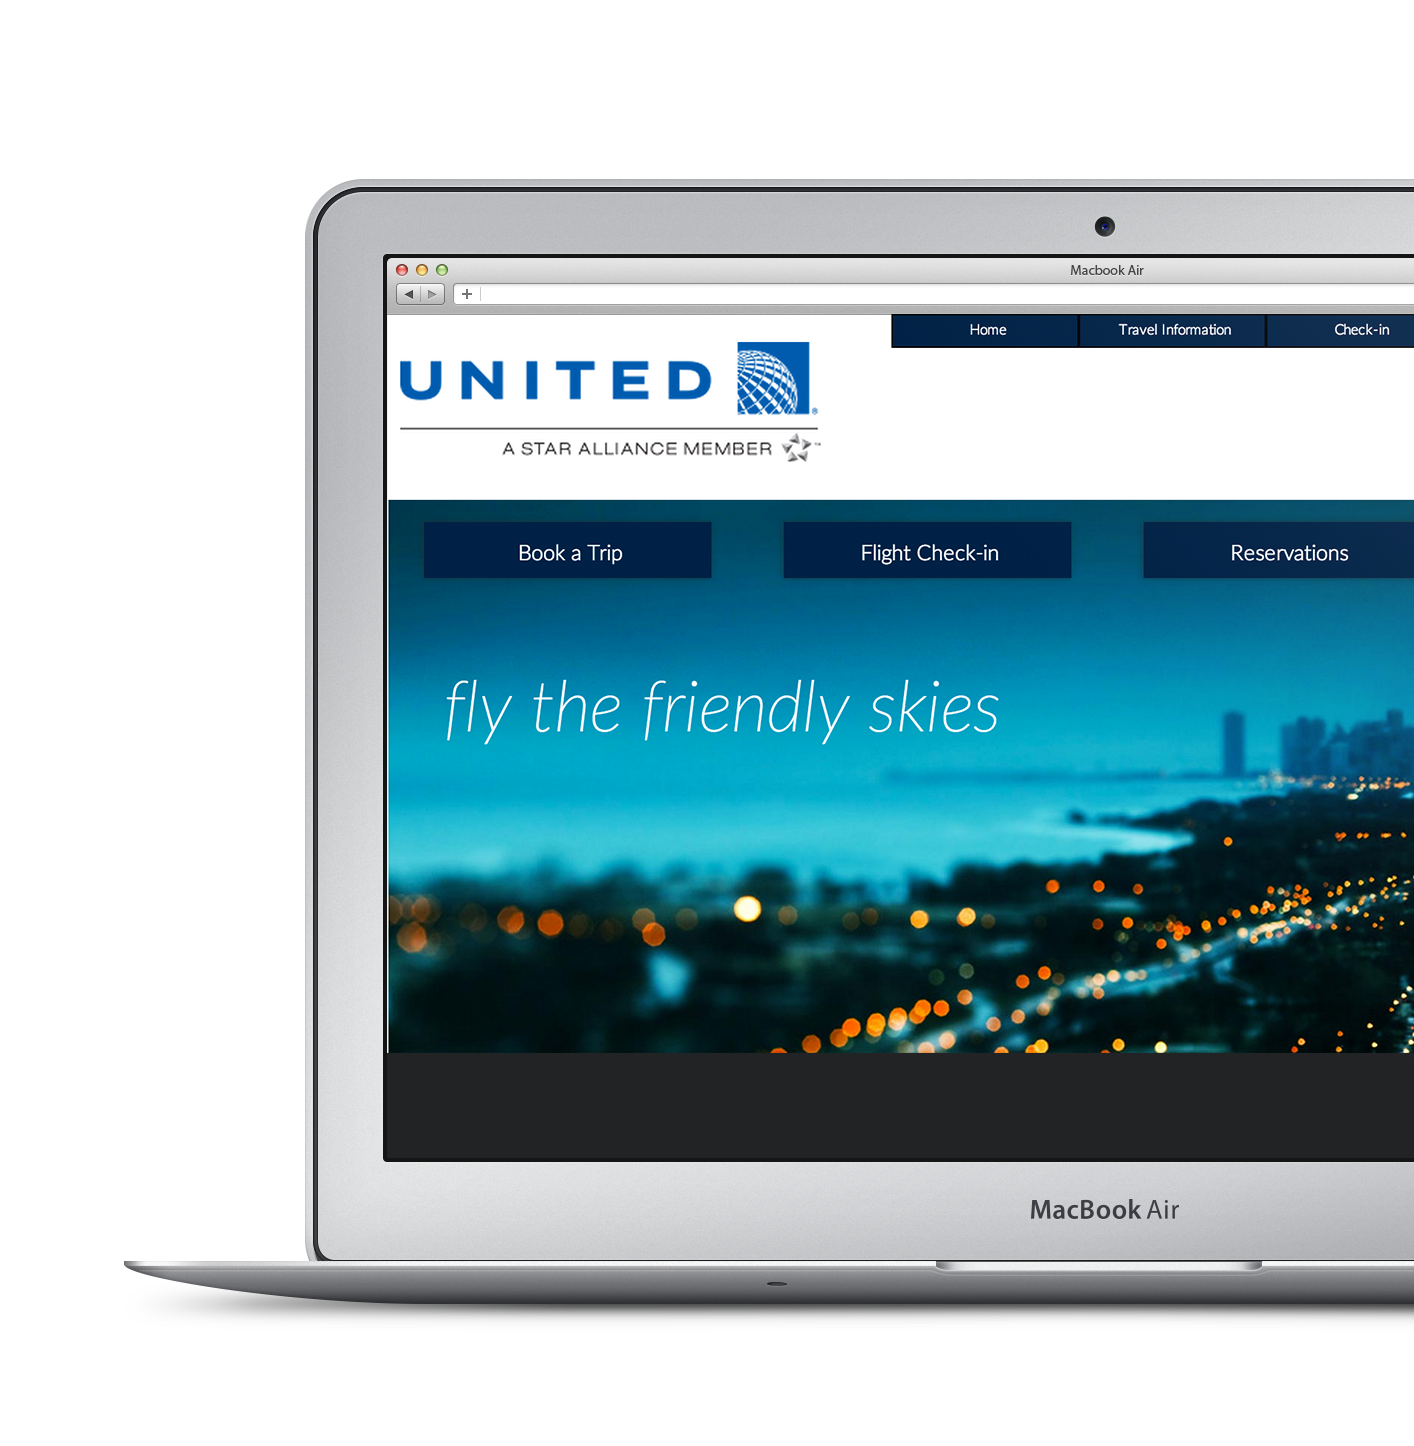 Macbook Air
Home
Travel Information
Check-in
UNITED
®
A STAR ALLIANCE MEMBER ™
Book a Trip
Flight Check-in
Reservations
fly the friendly skies
MacBook Air